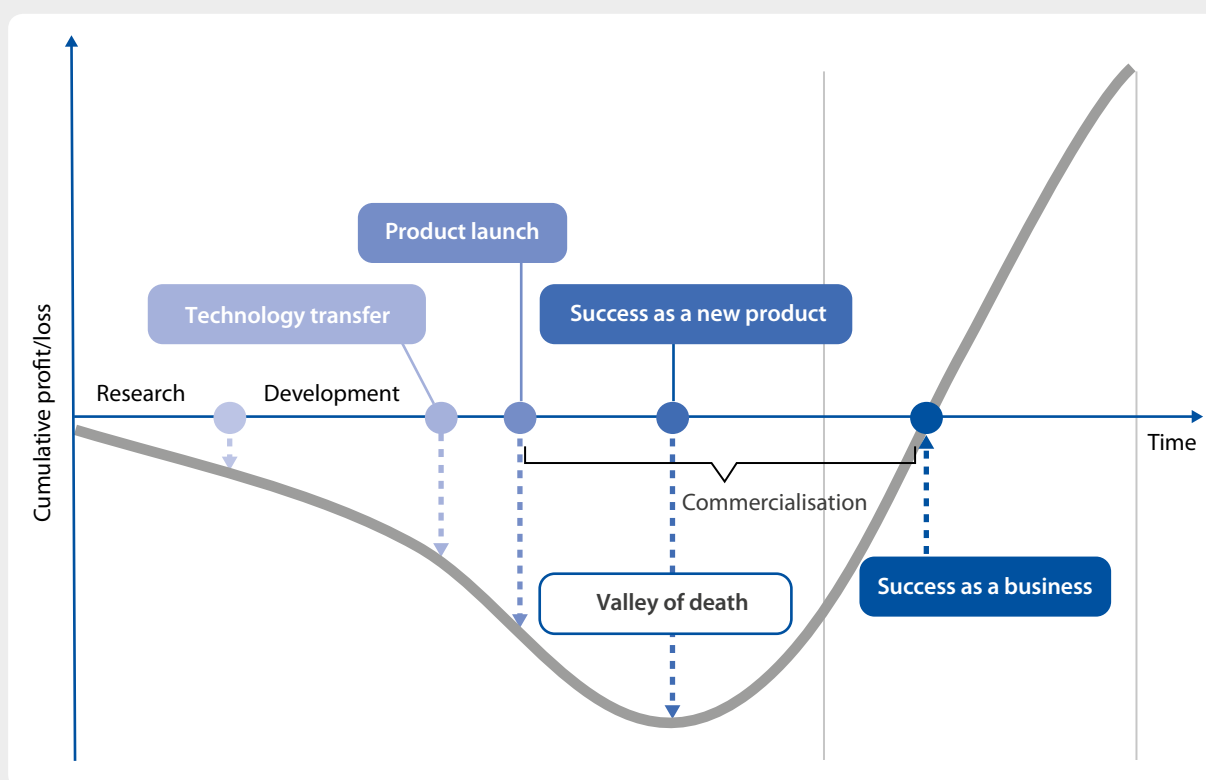 Product launch
Technology transfer
Success as a new product
Research
Development
Time
Cumulative profit/loss
Commercialisation
Valley of death
Success as a business